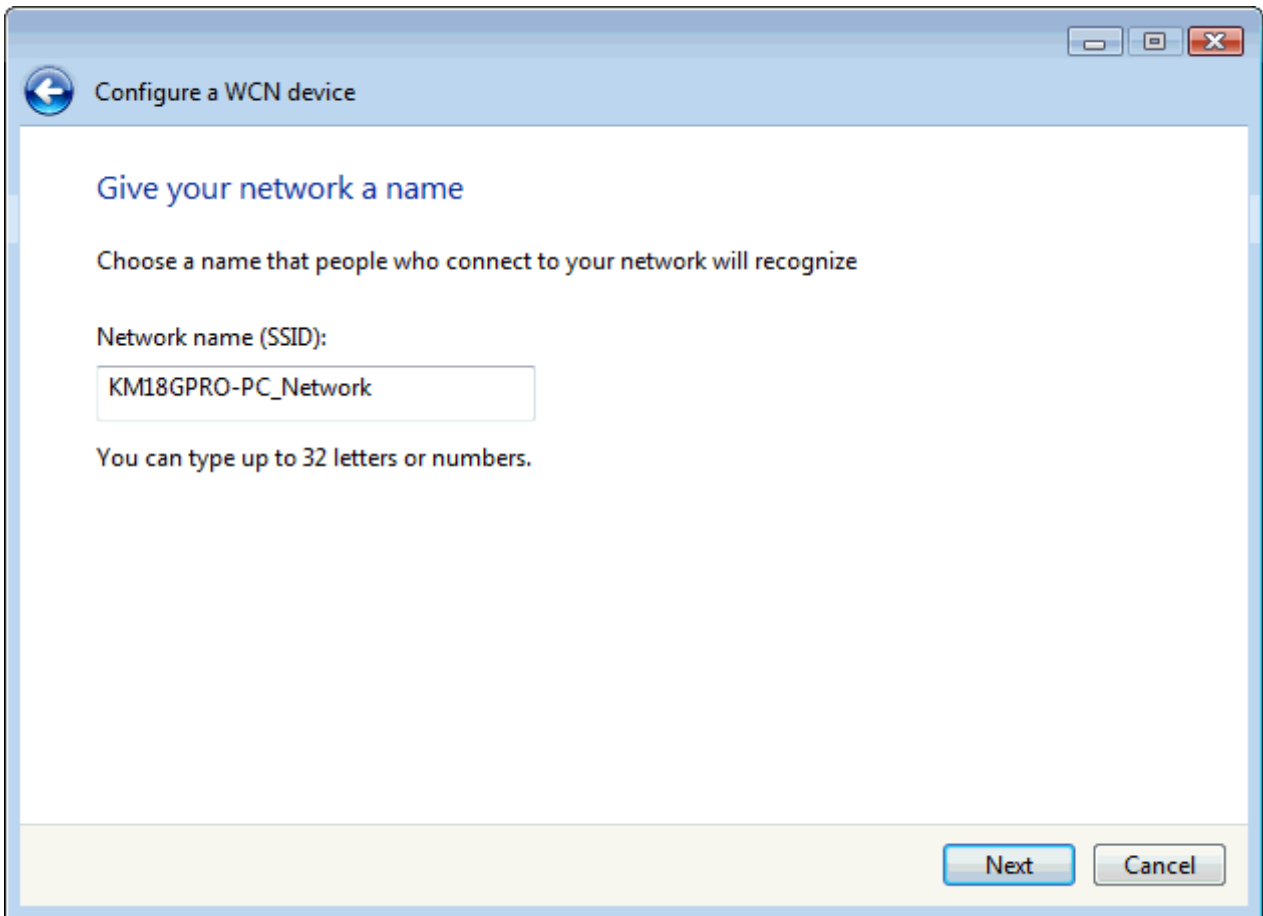 Configure a WCN device
Give your network a name
Choose a name that people who connect to your network will recognize
Network name (SSID):
KM18GPRO-PC_Network
You can type up to 32 letters or numbers.
Next Cancel